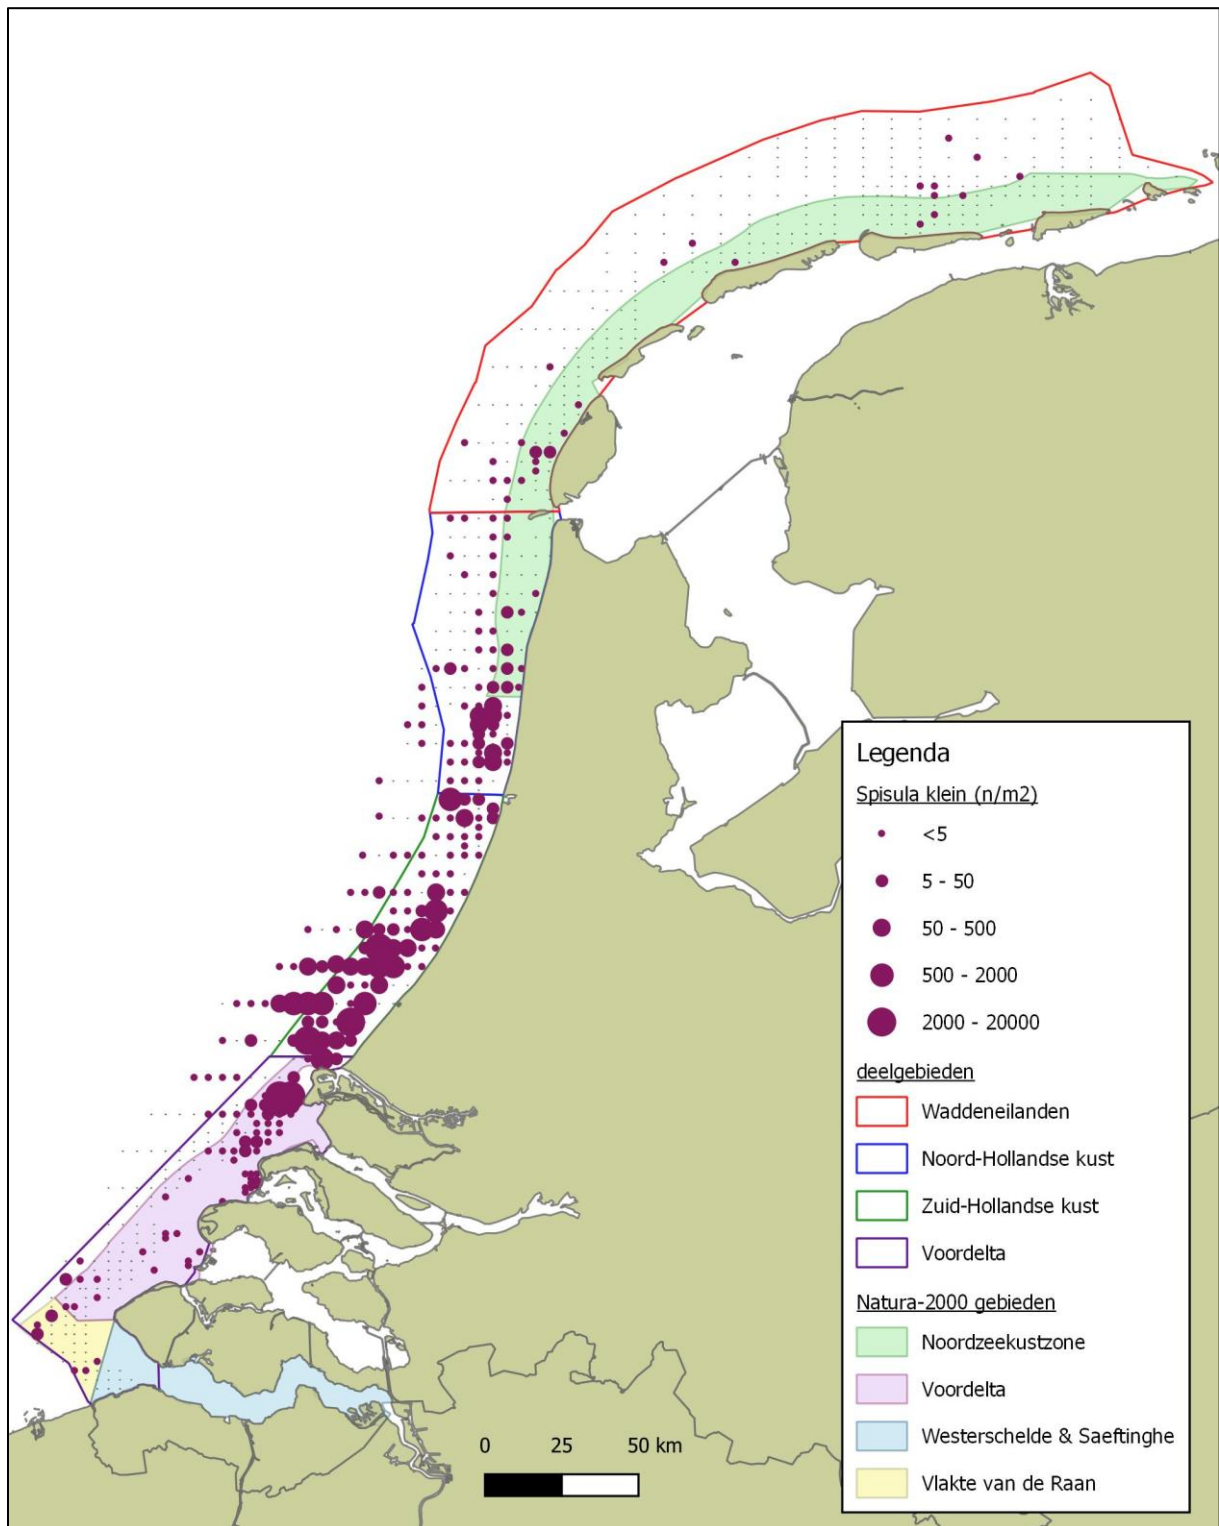 Legenda
Spisula klein (n/m2)
<5
5 - 50
50 - 500
500 - 2000
2000 - 20000
deelgebieden
Waddeneilanden
Noord-Hollandse kust
Zuid-Hollandse kust
Voordelta
Natura-2000 gebieden
Noordzeekustzone
Voordelta
Westerschelde & Saeftinghe
Vlakte van de Raan
0 25 50 km